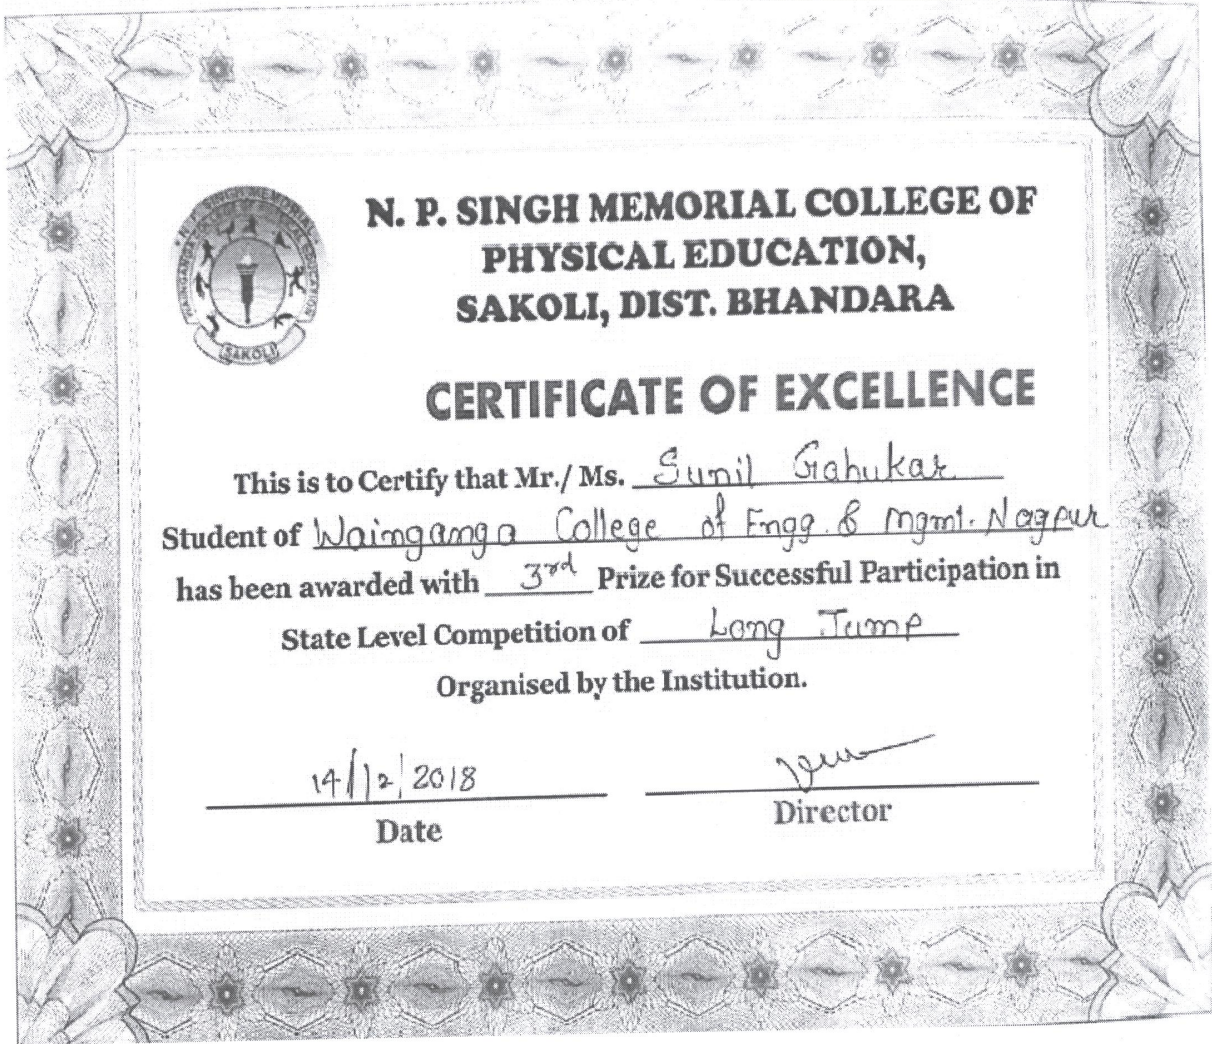 N. P. SINGH MEMORIAL COLLEGE OF
PHYSICAL EDUCATION,
SAKOLI, DIST. BHANDARA
SAKOLI
CERTIFICATE OF EXCELLENCE
This is to Certify that Mr./ Ms. Sunil Gahukar
Student of Wainganga College of Engg. & Mgmt. Nagpur
has been awarded with 3rd Prize for Successful Participation in
State Level Competition of Long Jump
Organised by the Institution.
14/12/2018
Date
Director